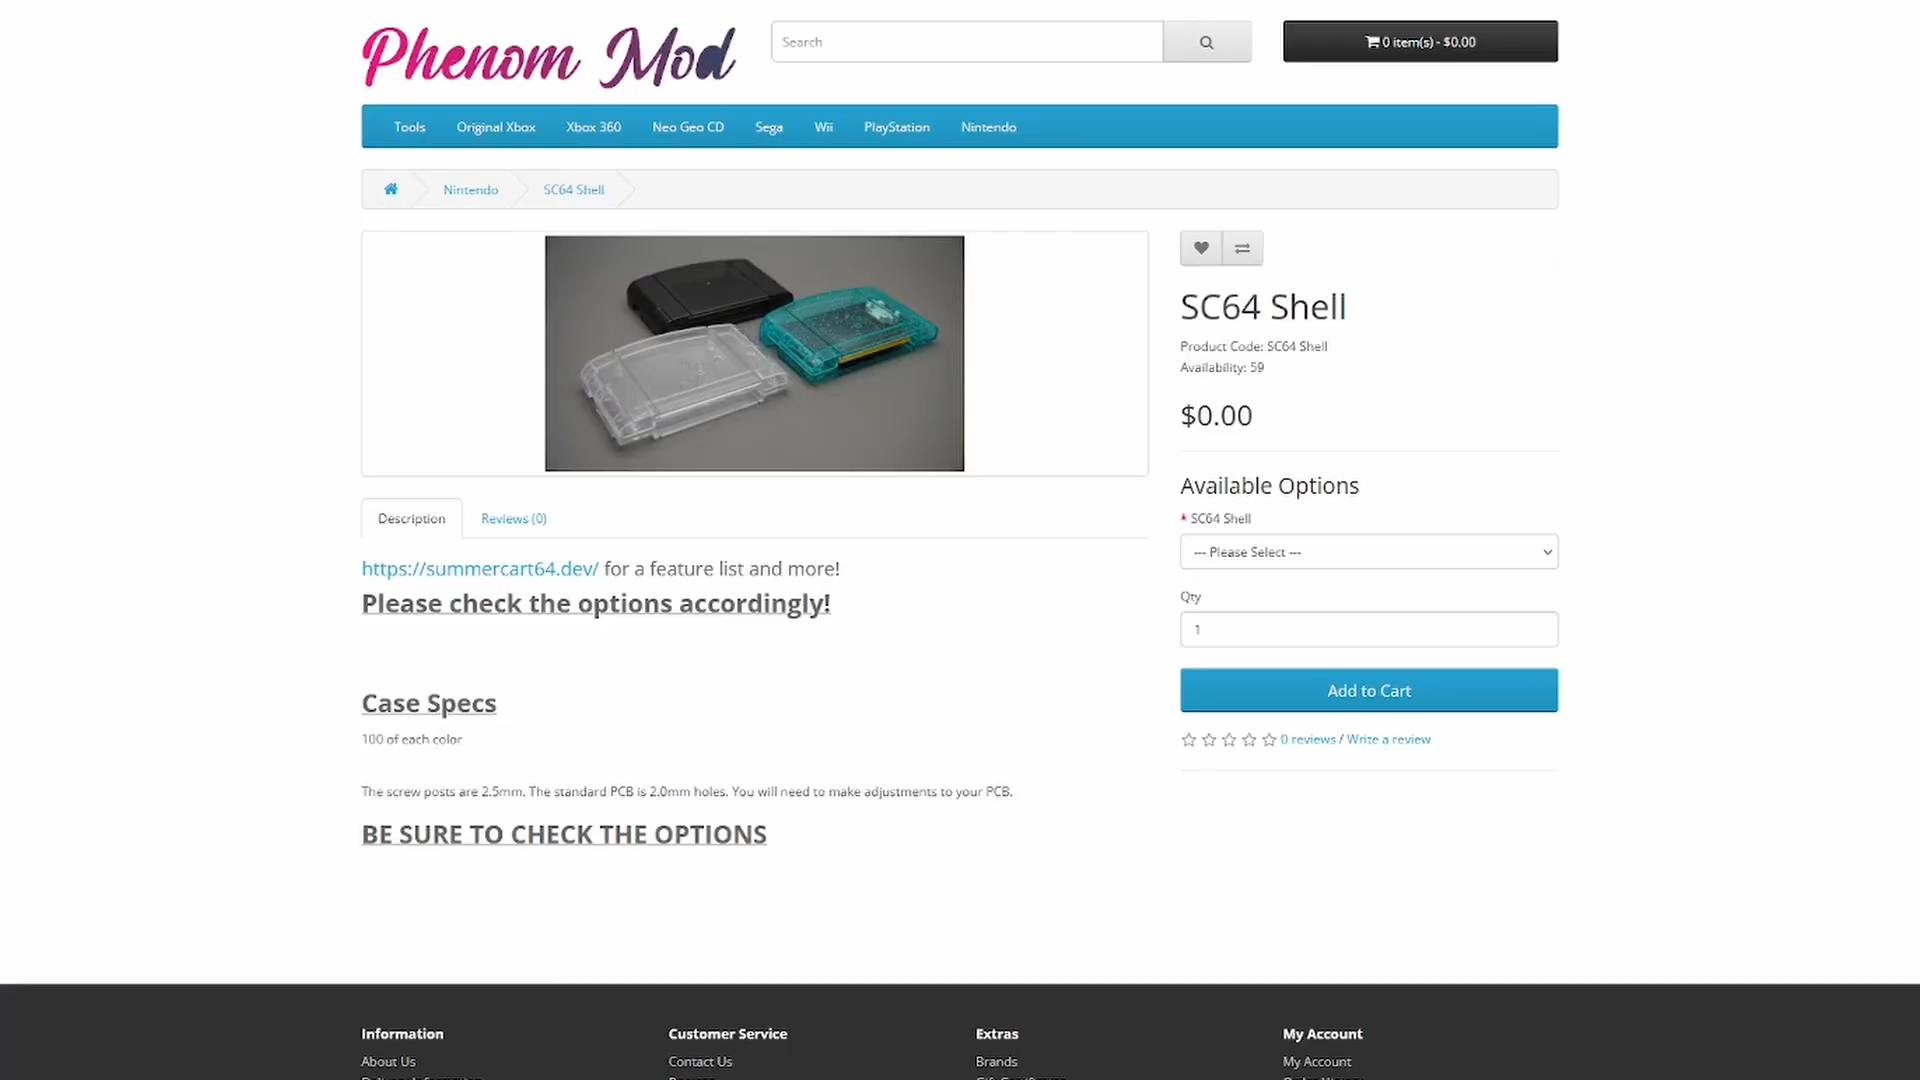 Phenom Mod
Search
0 item(s) - $0.00
Tools Original Xbox Xbox 360 Neo Geo CD Sega Wii PlayStation Nintendo
Nintendo SC64 Shell
SC64 Shell
Product Code: SC64 Shell
Availability: 59
$0.00
Available Options
* SC64 Shell
--- Please Select ---
Qty
1
Add to Cart
0 reviews / Write a review
Description Reviews (0)
https://summercart64.dev/ for a feature list and more!
Please check the options accordingly!
Case Specs
100 of each color
The screw posts are 2.5mm. The standard PCB is 2.0mm holes. You will need to make adjustments to your PCB.
BE SURE TO CHECK THE OPTIONS
Information Customer Service Extras My Account
About Us Contact Us Brands My Account